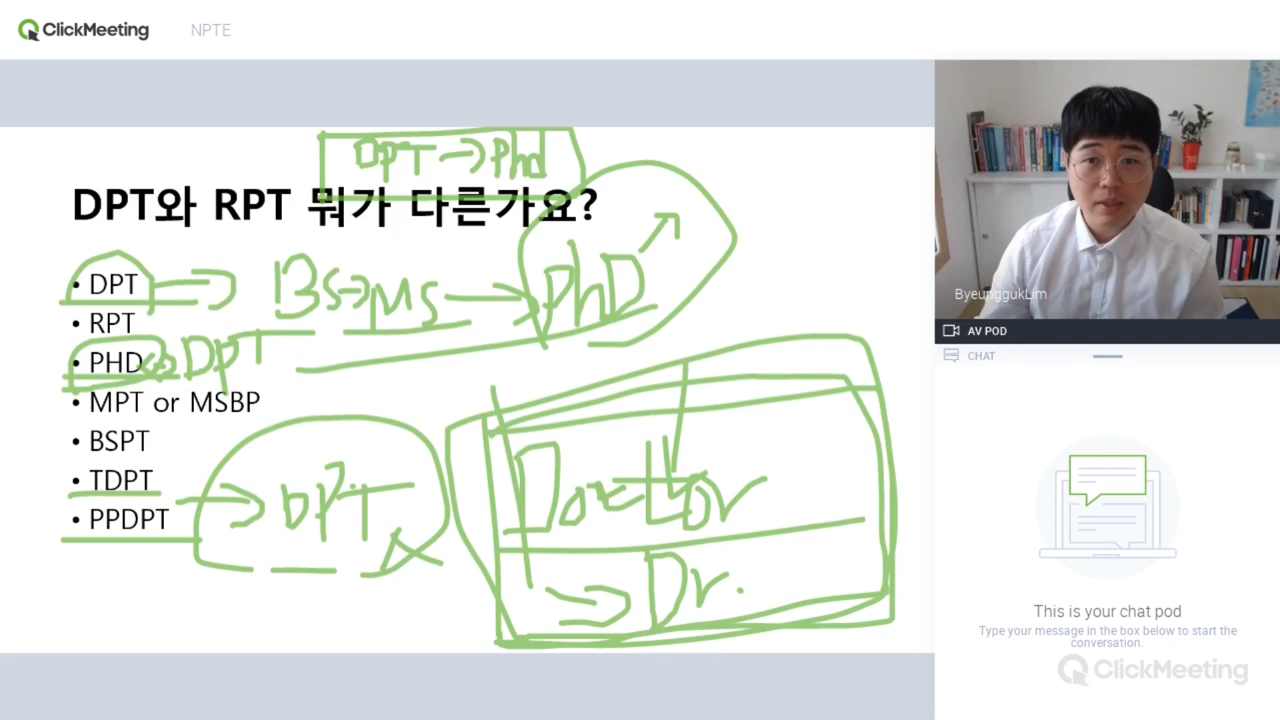 ClickMeeting NPTE
DPT → Phd
DPT와 RPT 뭐가 다른가요?
• DPT → BS → MS → PhD
• RPT
• PHD ↔ DPT
• MPT or MSBP
• BSPT
• TDPT
→ DPT
• PPDPT
Doctor
→ Dr.
ByeunggukLim
AV POD
CHAT
This is your chat pod
Type your message in the box below to start the
conversation.
ClickMeeting